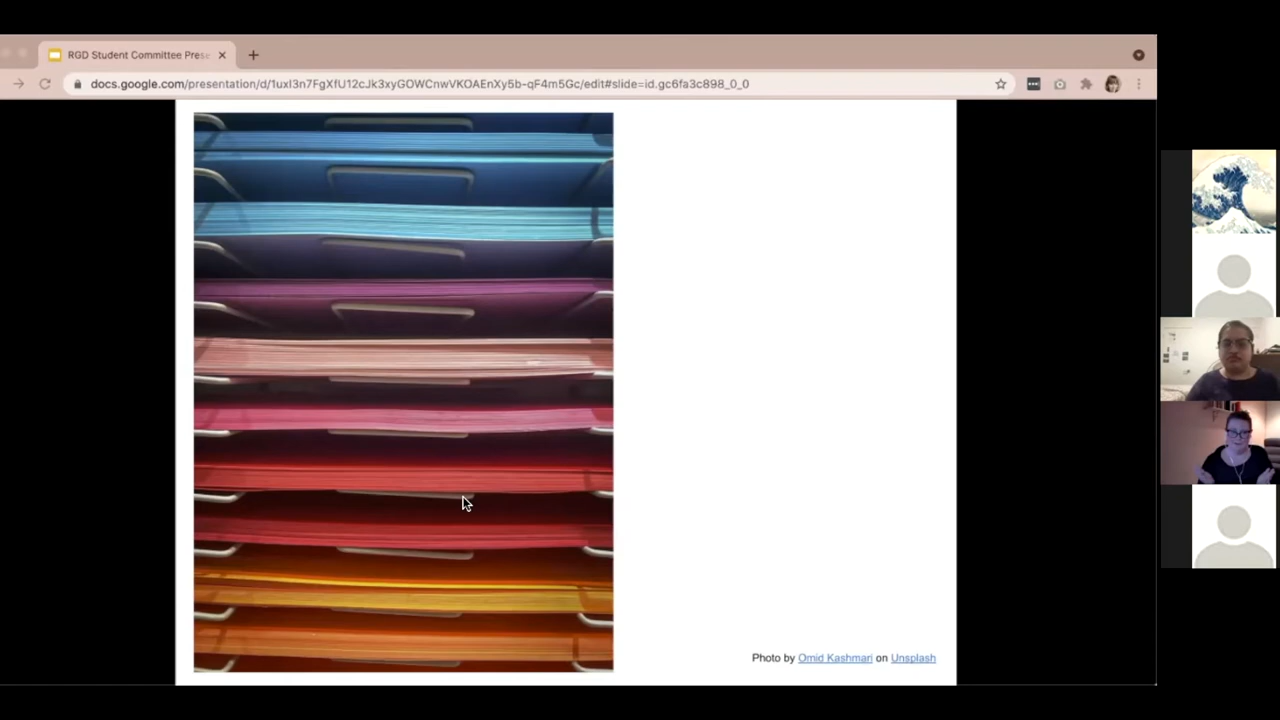 RGD Student Committee Prese
docs.google.com/presentation/d/1uxI3n7FgXfU12cJk3xyGOWCnwVKOAEnXy5b-qF4m5Gc/edit#slide=id.gc6fa3c898_0_0
Photo by Omid Kashmari on Unsplash